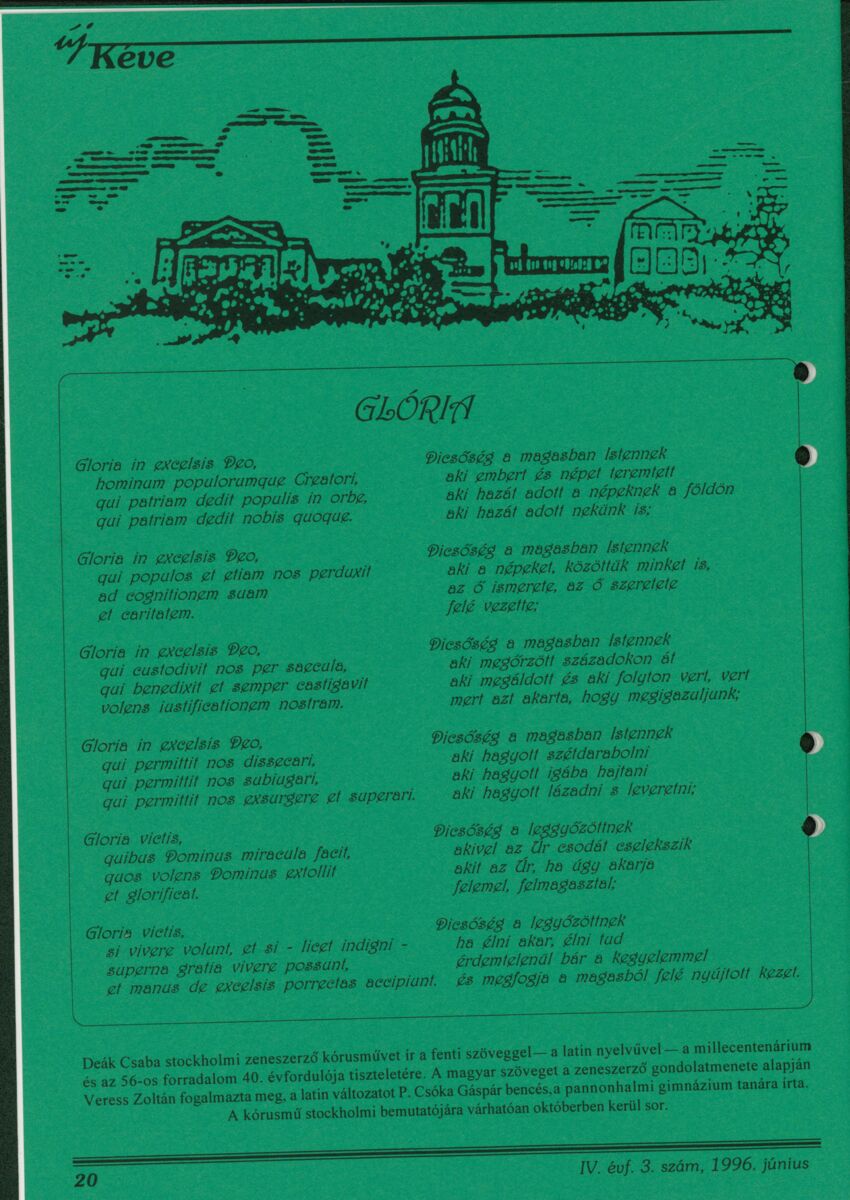 új
Kéve
GLÓRIA
Gloria in excelsis Deo,
hominum populorumque Creatori,
qui patriam dedit populis in orbe,
qui patriam dedit nobis quoque.
Gloria in excelsis Deo,
qui populos et etiam nos perduxit
ad cognitionem suam
et caritatem.
Gloria in excelsis Deo,
qui custodivit nos per saecula,
qui benedixit et semper castigavit
volens iustificationem nostram.
Gloria in excelsis Deo,
qui permittit nos dissecari,
qui permittit nos subiugari,
qui permittit nos exsurgere et superari.
Gloria victis,
quibus Dominus miracula facit,
quos volens Dominus extollit
et glorificat.
Gloria victis,
si vivere volunt, et si - licet indigni -
superna gratia vivere possunt,
et manus de excelsis porrectas accipiunt.
Dicsőség a magasban Istennek
aki embert és népet teremtett
aki hazát adott a népeknek a földön
aki hazát adott nekünk is;
Dicsőség a magasban Istennek
aki a népeket, közöttük minket is,
az ő ismerete, az ő szeretete
felé vezette;
Dicsőség a magasban Istennek
aki megőrzött századokon át
aki megáldott és aki folyton vert, vert
mert azt akarta, hogy megigazuljunk;
Dicsőség a magasban Istennek
aki hagyott szétdarabolni
aki hagyott igába hajtani
aki hagyott lázadni s leveretni;
Dicsőség a leggyőzöttnek
akivel az Úr csodát cselekszik
akit az Úr, ha úgy akarja
felemel, felmagasztal;
Dicsőség a legyőzöttnek
ha élni akar, élni tud
érdemtelenül bár a kegyelemmel
és megfogja a magasból felé nyújtott kezet.
Deák Csaba stockholmi zeneszerző kórusművet ír a fenti szöveggel— a latin nyelvűvel — a millecentenárium
és az 56-os forradalom 40. évfordulója tiszteletére. A magyar szöveget a zeneszerző gondolatmenete alapján
Veress Zoltán fogalmazta meg, a latin változatot P. Csóka Gáspár bencés,a pannonhalmi gimnázium tanára írta.
A kórusmű stockholmi bemutatójára várhatóan októberben kerül sor.
20
IV. évf. 3. szám, 1996. június